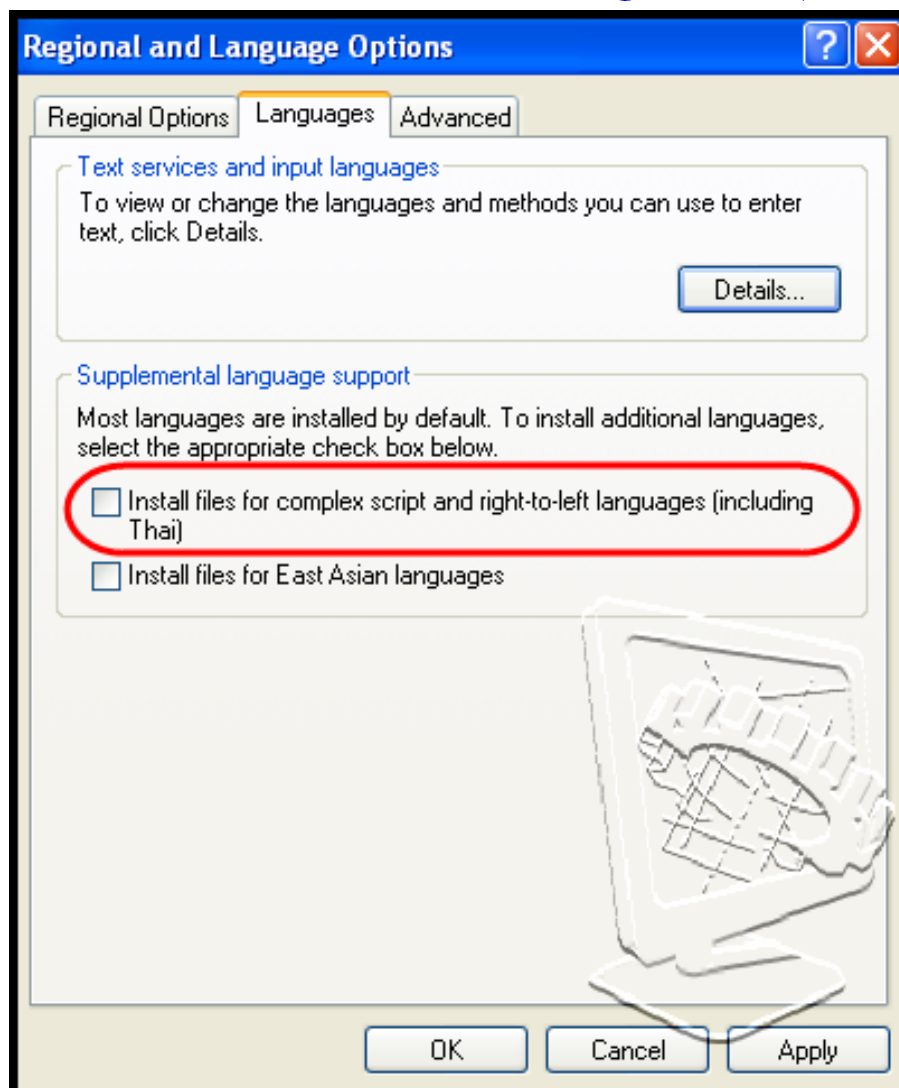 Regional and Language Options
Regional Options Languages Advanced
Text services and input languages
To view or change the languages and methods you can use to enter
text, click Details.
Details...
Supplemental language support
Most languages are installed by default. To install additional languages,
select the appropriate check box below.
Install files for complex script and right-to-left languages (including
Thai)
Install files for East Asian languages
OK Cancel Apply